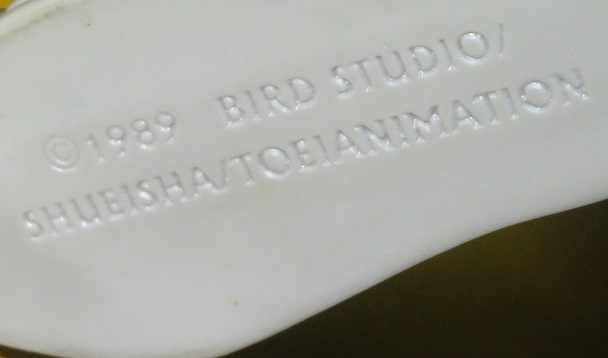 ©1989 BIRD STUDIO/
SHUEISHA/TOEIANIMATION